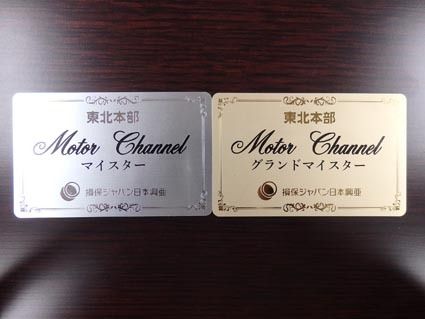 東北本部
Motor Channel
マイスター
損保ジャパン日本興亜
東北本部
Motor Channel
グランドマイスター
損保ジャパン日本興亜